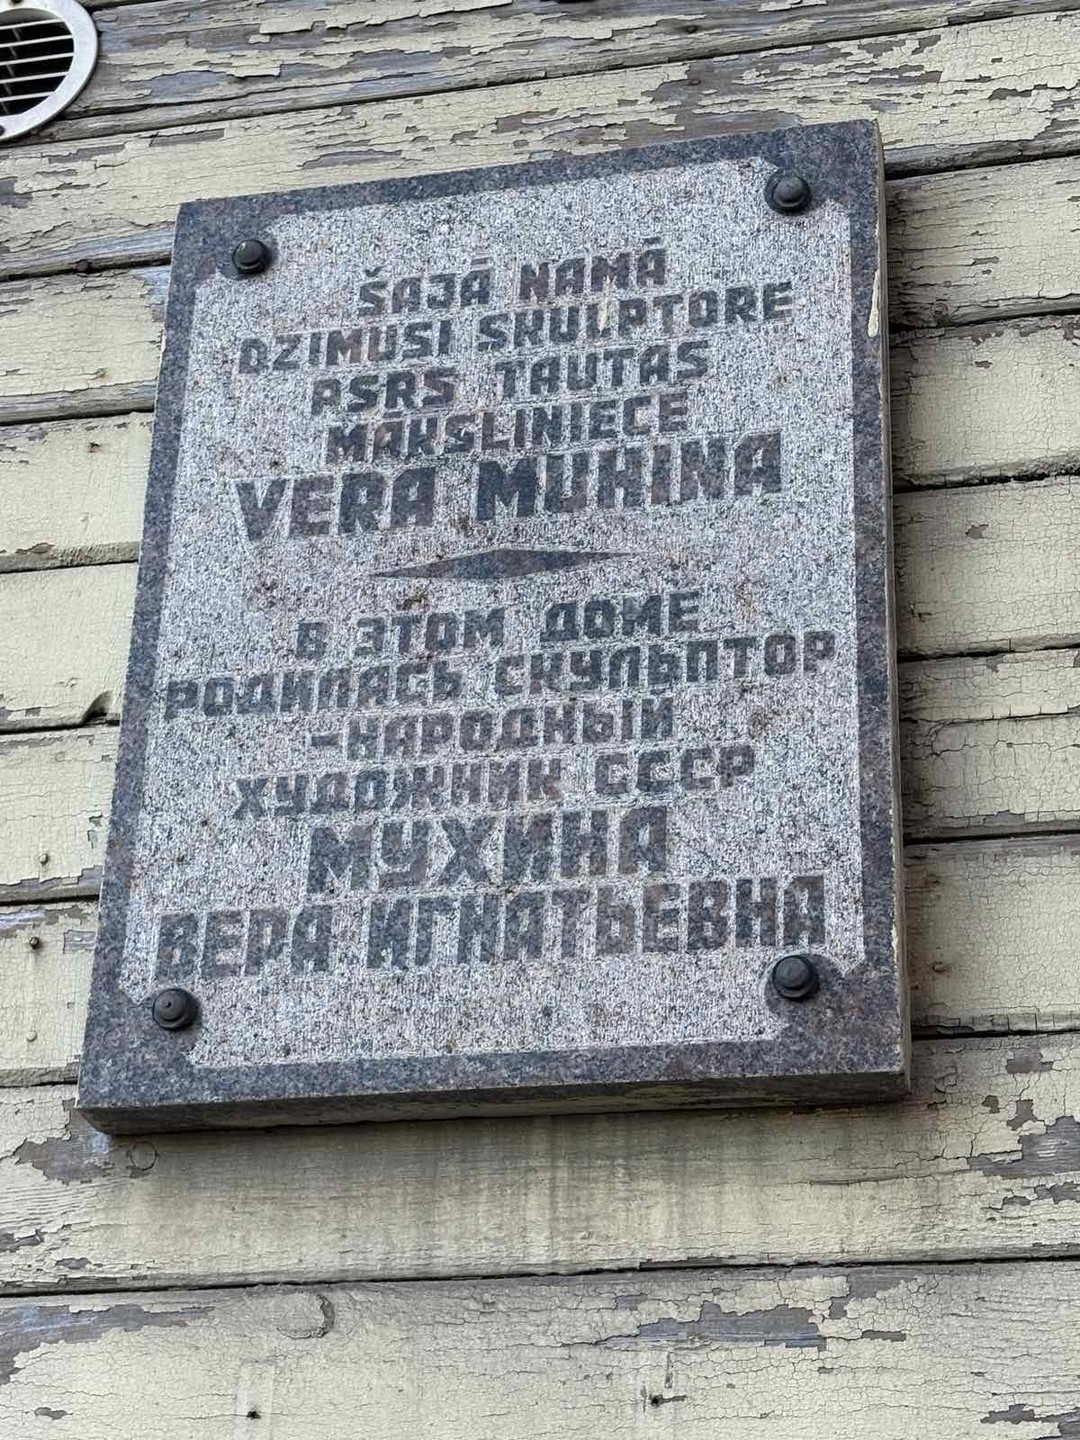 ŠAJĀ NAMĀ
DZIMUSI SKULPTORE
PSRS TAUTAS
MĀKSLINIECE
VERA MUHINA
В ЭТОМ ДОМЕ
РОДИЛАСЬ СКУЛЬПТОР
-НАРОДНЫЙ
ХУДОЖНИК СССР
МУХИНА
ВЕРА ИГНАТЬЕВНА